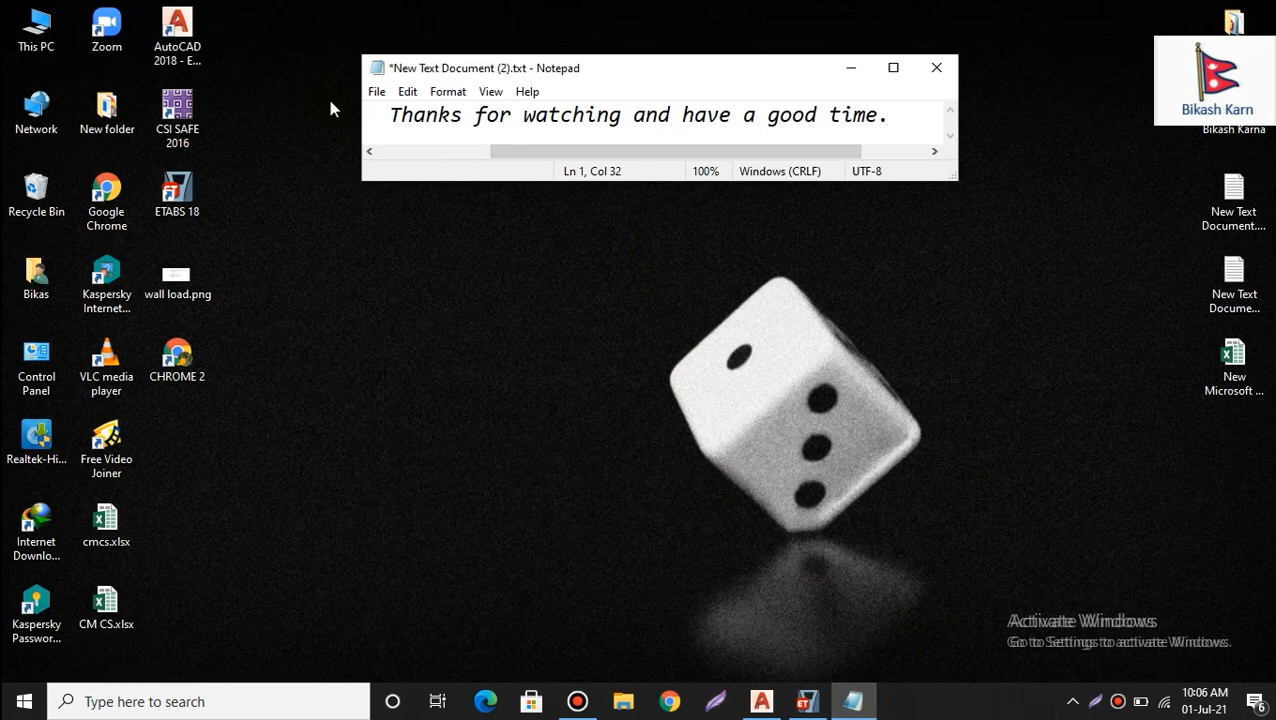 This PC
Zoom
AutoCAD
2018 - E...
Network
New folder
CSI SAFE
2016
Recycle Bin
Google
Chrome
ETABS 18
Bikas
Kaspersky
Internet...
wall load.png
Control
Panel
VLC media
player
CHROME 2
Realtek-Hi...
Free Video
Joiner
Internet
Downlo...
cmcs.xlsx
Kaspersky
Passwor...
CM CS.xlsx
*New Text Document (2).txt - Notepad
File Edit Format View Help
Thanks for watching and have a good time.
Ln 1, Col 32 100% Windows (CRLF) UTF-8
Bikash Karn
Bikash Karna
New Text
Document....
New Text
Docume...
New
Microsoft ...
Activate Windows
Go to Settings to activate Windows.
Type here to search
10:06 AM
01-Jul-21
6